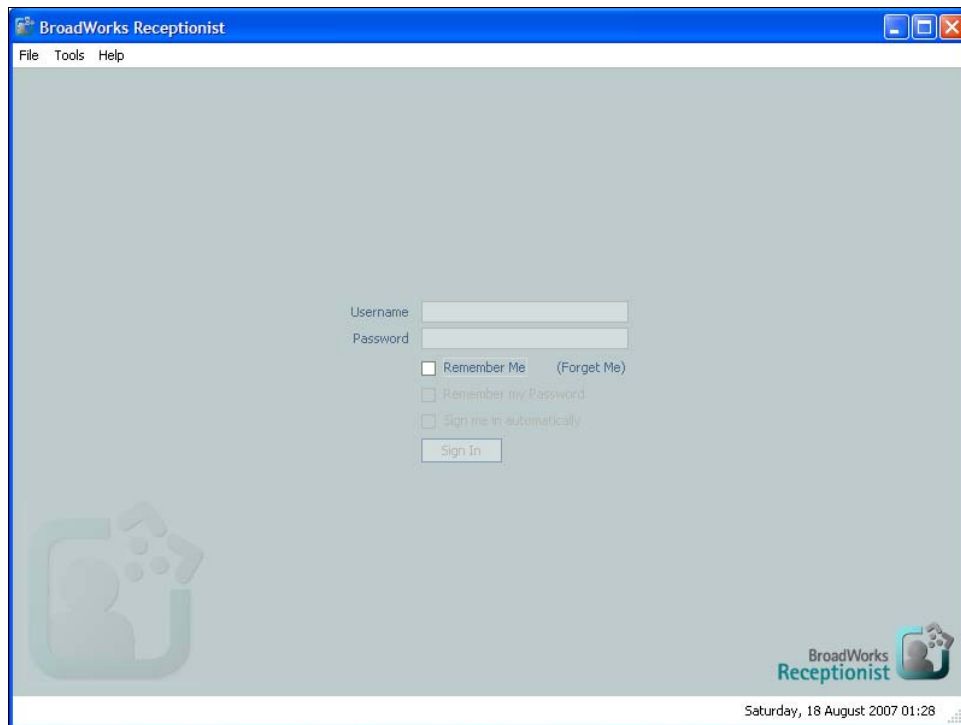 BroadWorks Receptionist
File Tools Help
Username
Password
Remember Me (Forget Me)
Remember my Password
Sign me in automatically
Sign In
BroadWorks
Receptionist
Saturday, 18 August 2007 01:28